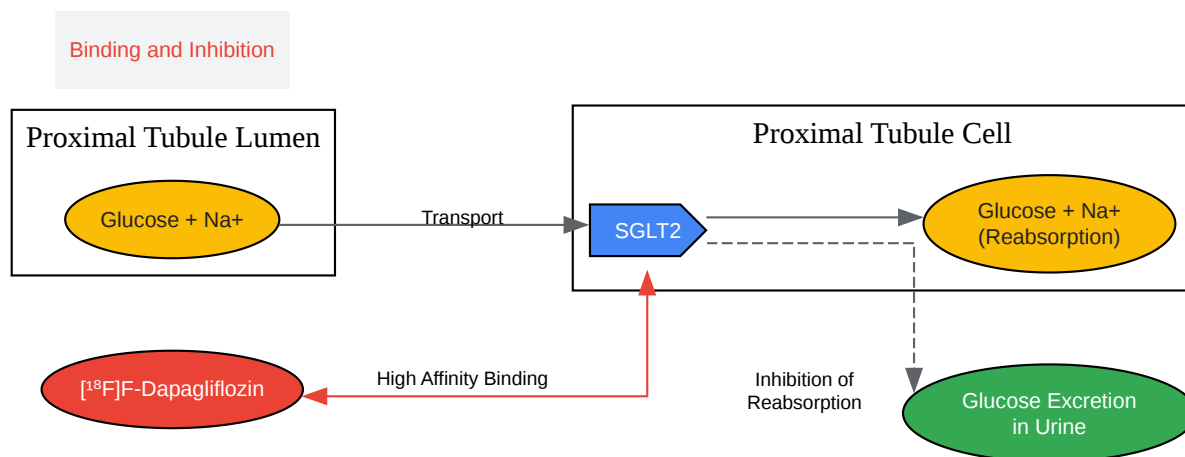 Binding and Inhibition
Proximal Tubule Lumen
Proximal Tubule Cell
Glucose + Na+
Transport
SGLT2
Glucose + Na+
(Reabsorption)
[¹⁸F]F-Dapagliflozin
High Affinity Binding
Inhibition of
Reabsorption
Glucose Excretion
in Urine